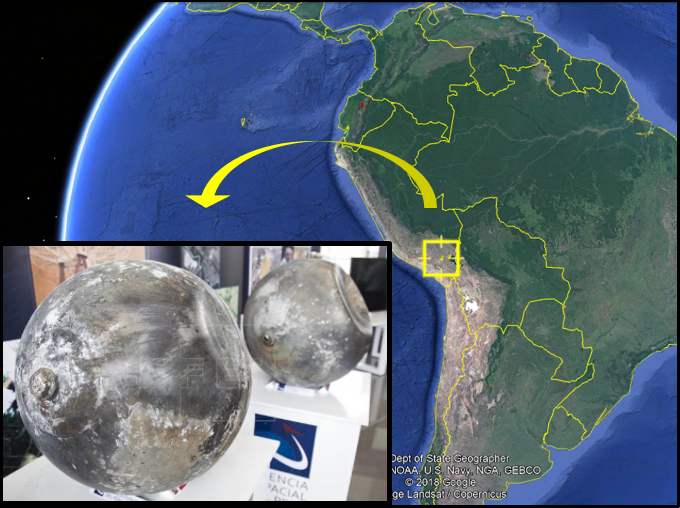 ENCIA
PACIAL
Dept of State Geographer
NOAA, U.S. Navy, NGA, GEBCO
© 2018 Google
ge Landsat / Copernicus